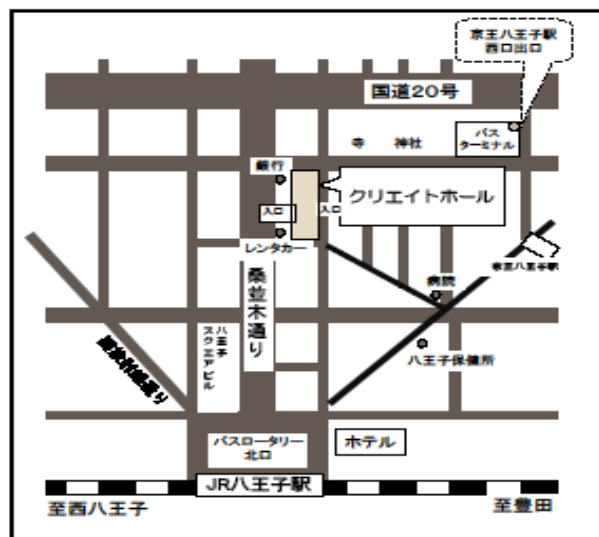 京王八王子駅
西口出口
国道20号
バス
ターミナル
寺
神社
銀行
クリエイトホール
入口
入口
レンタカー
京王八王子駅
桑並木通り
病院
八王子
スクエアビル
八王子保健所
バスロータリー
北口
ホテル
JR八王子駅
至西八王子
至豊田